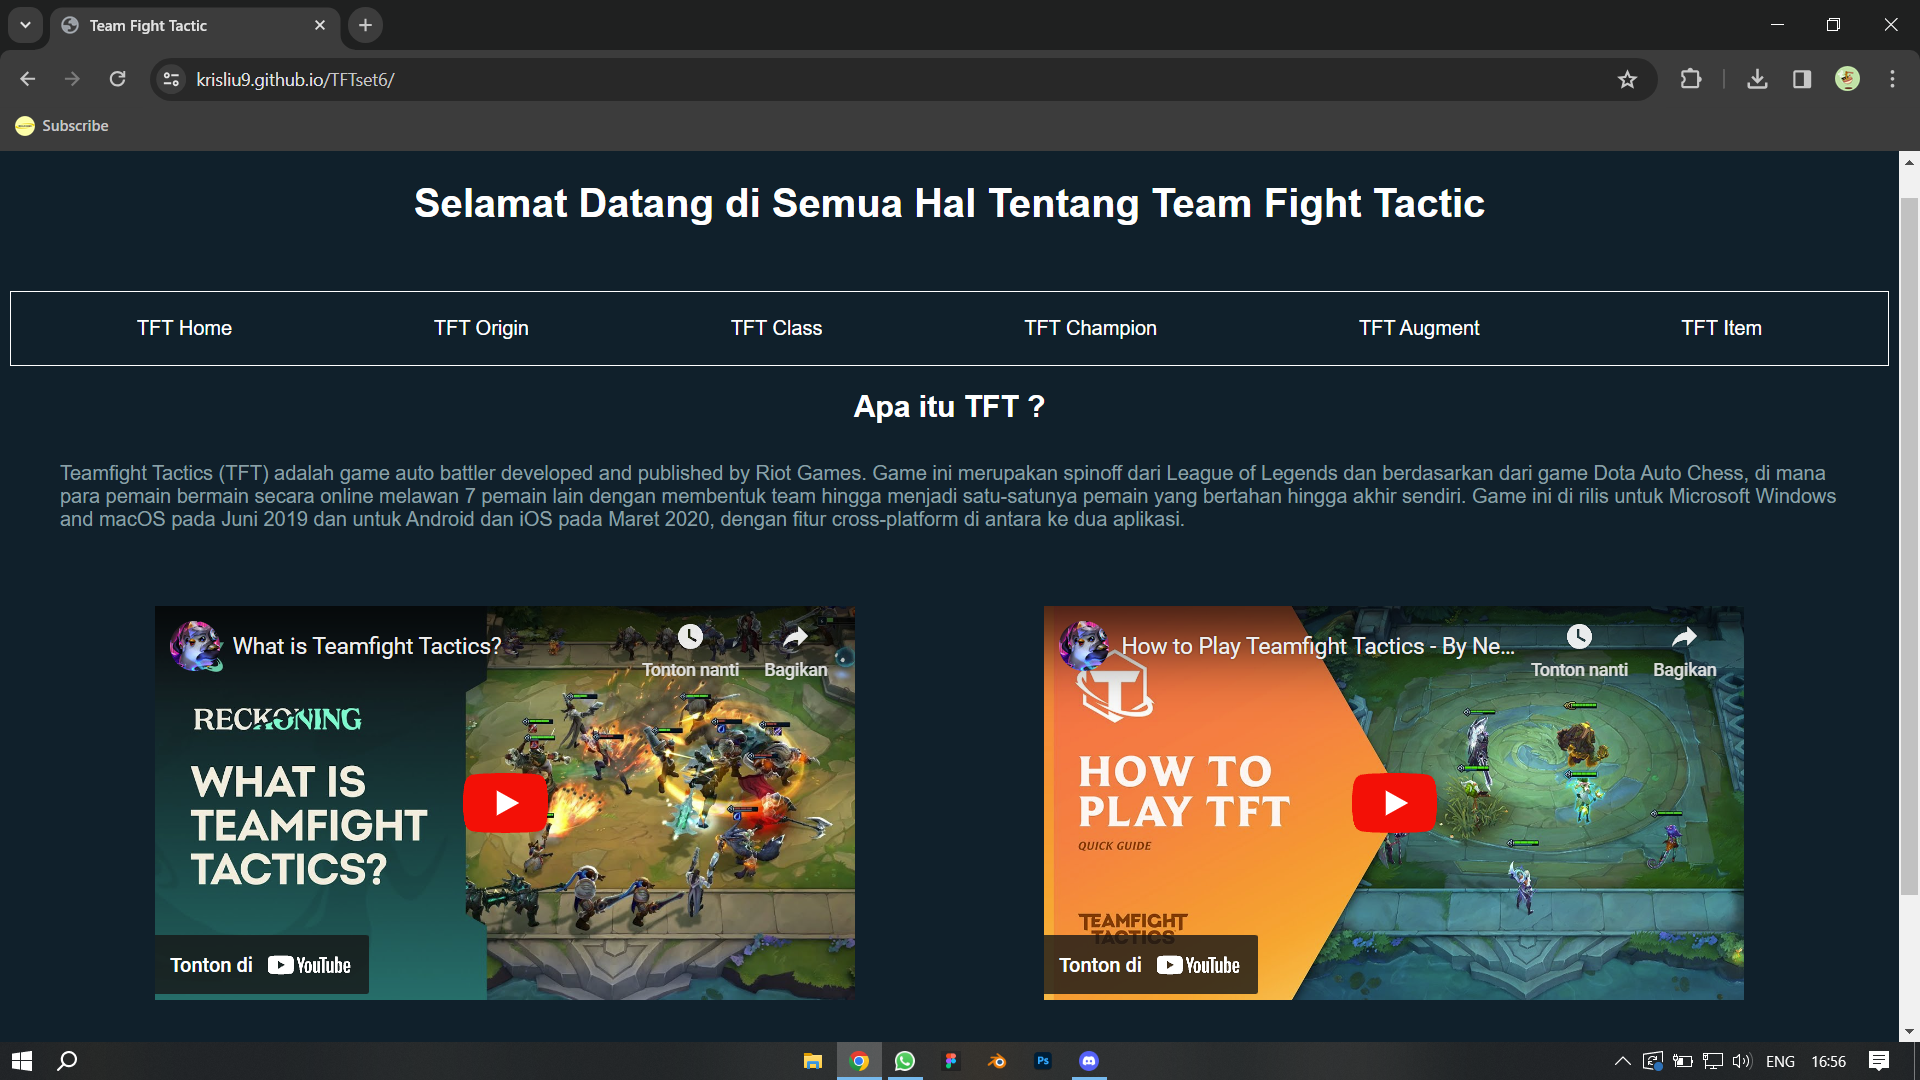 Team Fight Tactic
krisliu9.github.io/TFTset6/
Subscribe
Selamat Datang di Semua Hal Tentang Team Fight Tactic
TFT Home
TFT Origin
TFT Class
TFT Champion
TFT Augment
TFT Item
Apa itu TFT ?
Teamfight Tactics (TFT) adalah game auto battler developed and published by Riot Games. Game ini merupakan spinoff dari League of Legends dan berdasarkan dari game Dota Auto Chess, di mana
para pemain bermain secara online melawan 7 pemain lain dengan membentuk team hingga menjadi satu-satunya pemain yang bertahan hingga akhir sendiri. Game ini di rilis untuk Microsoft Windows
and macOS pada Juni 2019 dan untuk Android dan iOS pada Maret 2020, dengan fitur cross-platform di antara ke dua aplikasi.
What is Teamfight Tactics?
Tonton nanti
Bagikan
RECKONING
WHAT IS
TEAMFIGHT
TACTICS?
Tonton di YouTube
How to Play Teamfight Tactics - By Ne...
Tonton nanti
Bagikan
HOW TO
PLAY TFT
QUICK GUIDE
TEAMFIGHT
TACTICS
Tonton di YouTube
Ps
ENG
16:56